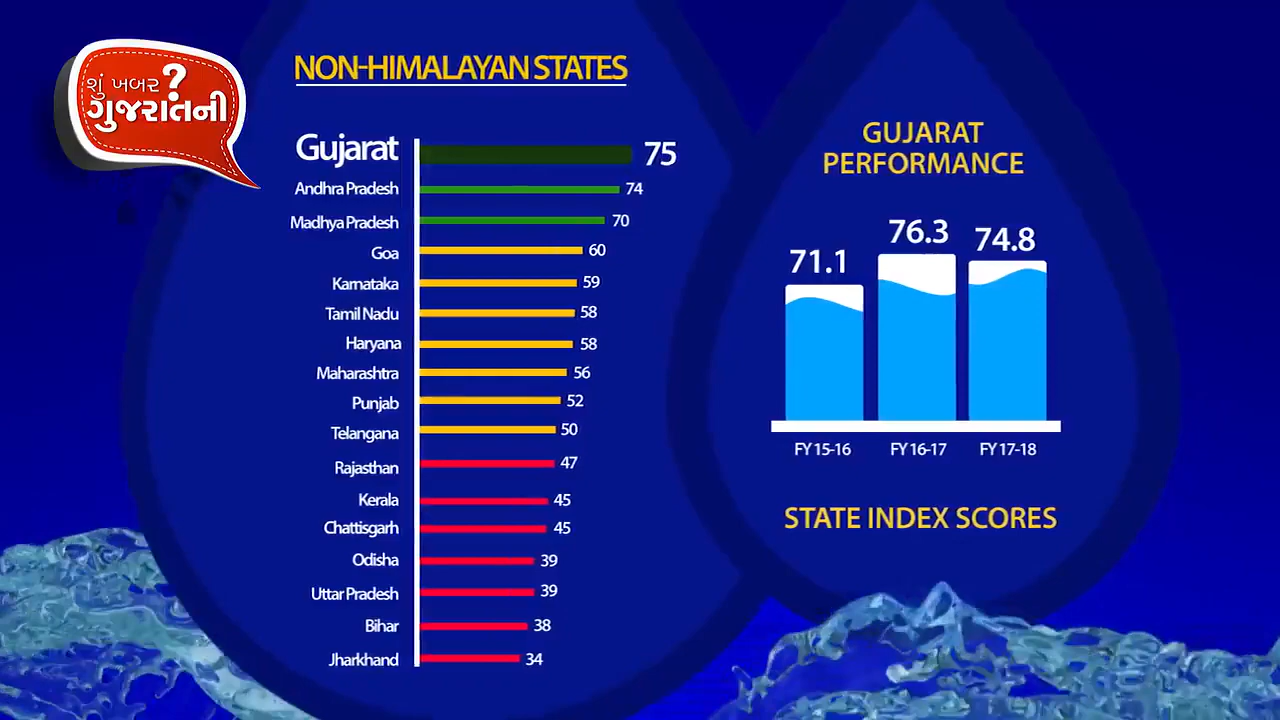 શું ખબર ?
ગુજરાતની
NON-HIMALAYAN STATES
Gujarat 75
Andhra Pradesh 74
Madhya Pradesh 70
Goa 60
Karnataka 59
Tamil Nadu 58
Haryana 58
Maharashtra 56
Punjab 52
Telangana 50
Rajasthan 47
Kerala 45
Chattisgarh 45
Odisha 39
Uttar Pradesh 39
Bihar 38
Jharkhand 34
GUJARAT
PERFORMANCE
71.1 76.3 74.8
FY 15-16 FY 16-17 FY 17-18
STATE INDEX SCORES